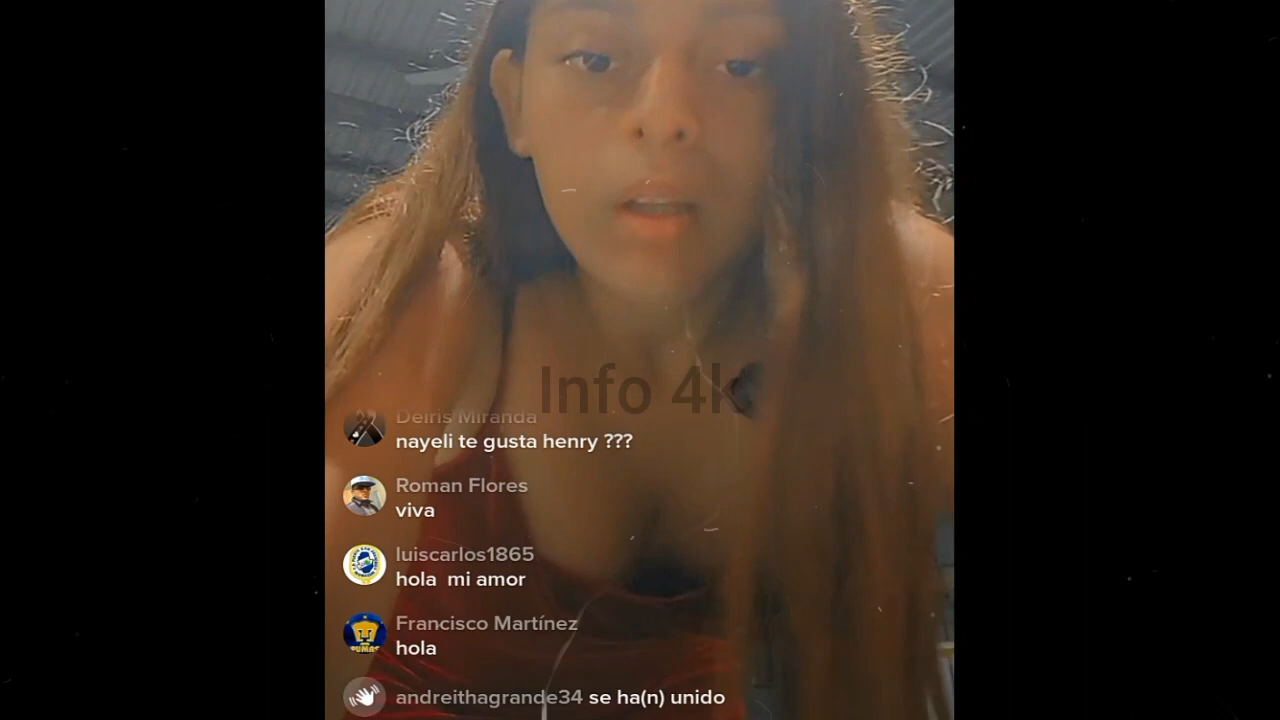 Info 4k
Deiris Miranda
nayeli te gusta henry ???
Roman Flores
viva
luiscarlos1865
hola mi amor
Francisco Martínez
hola
PUMAS
andreithagrande34 se ha(n) unido